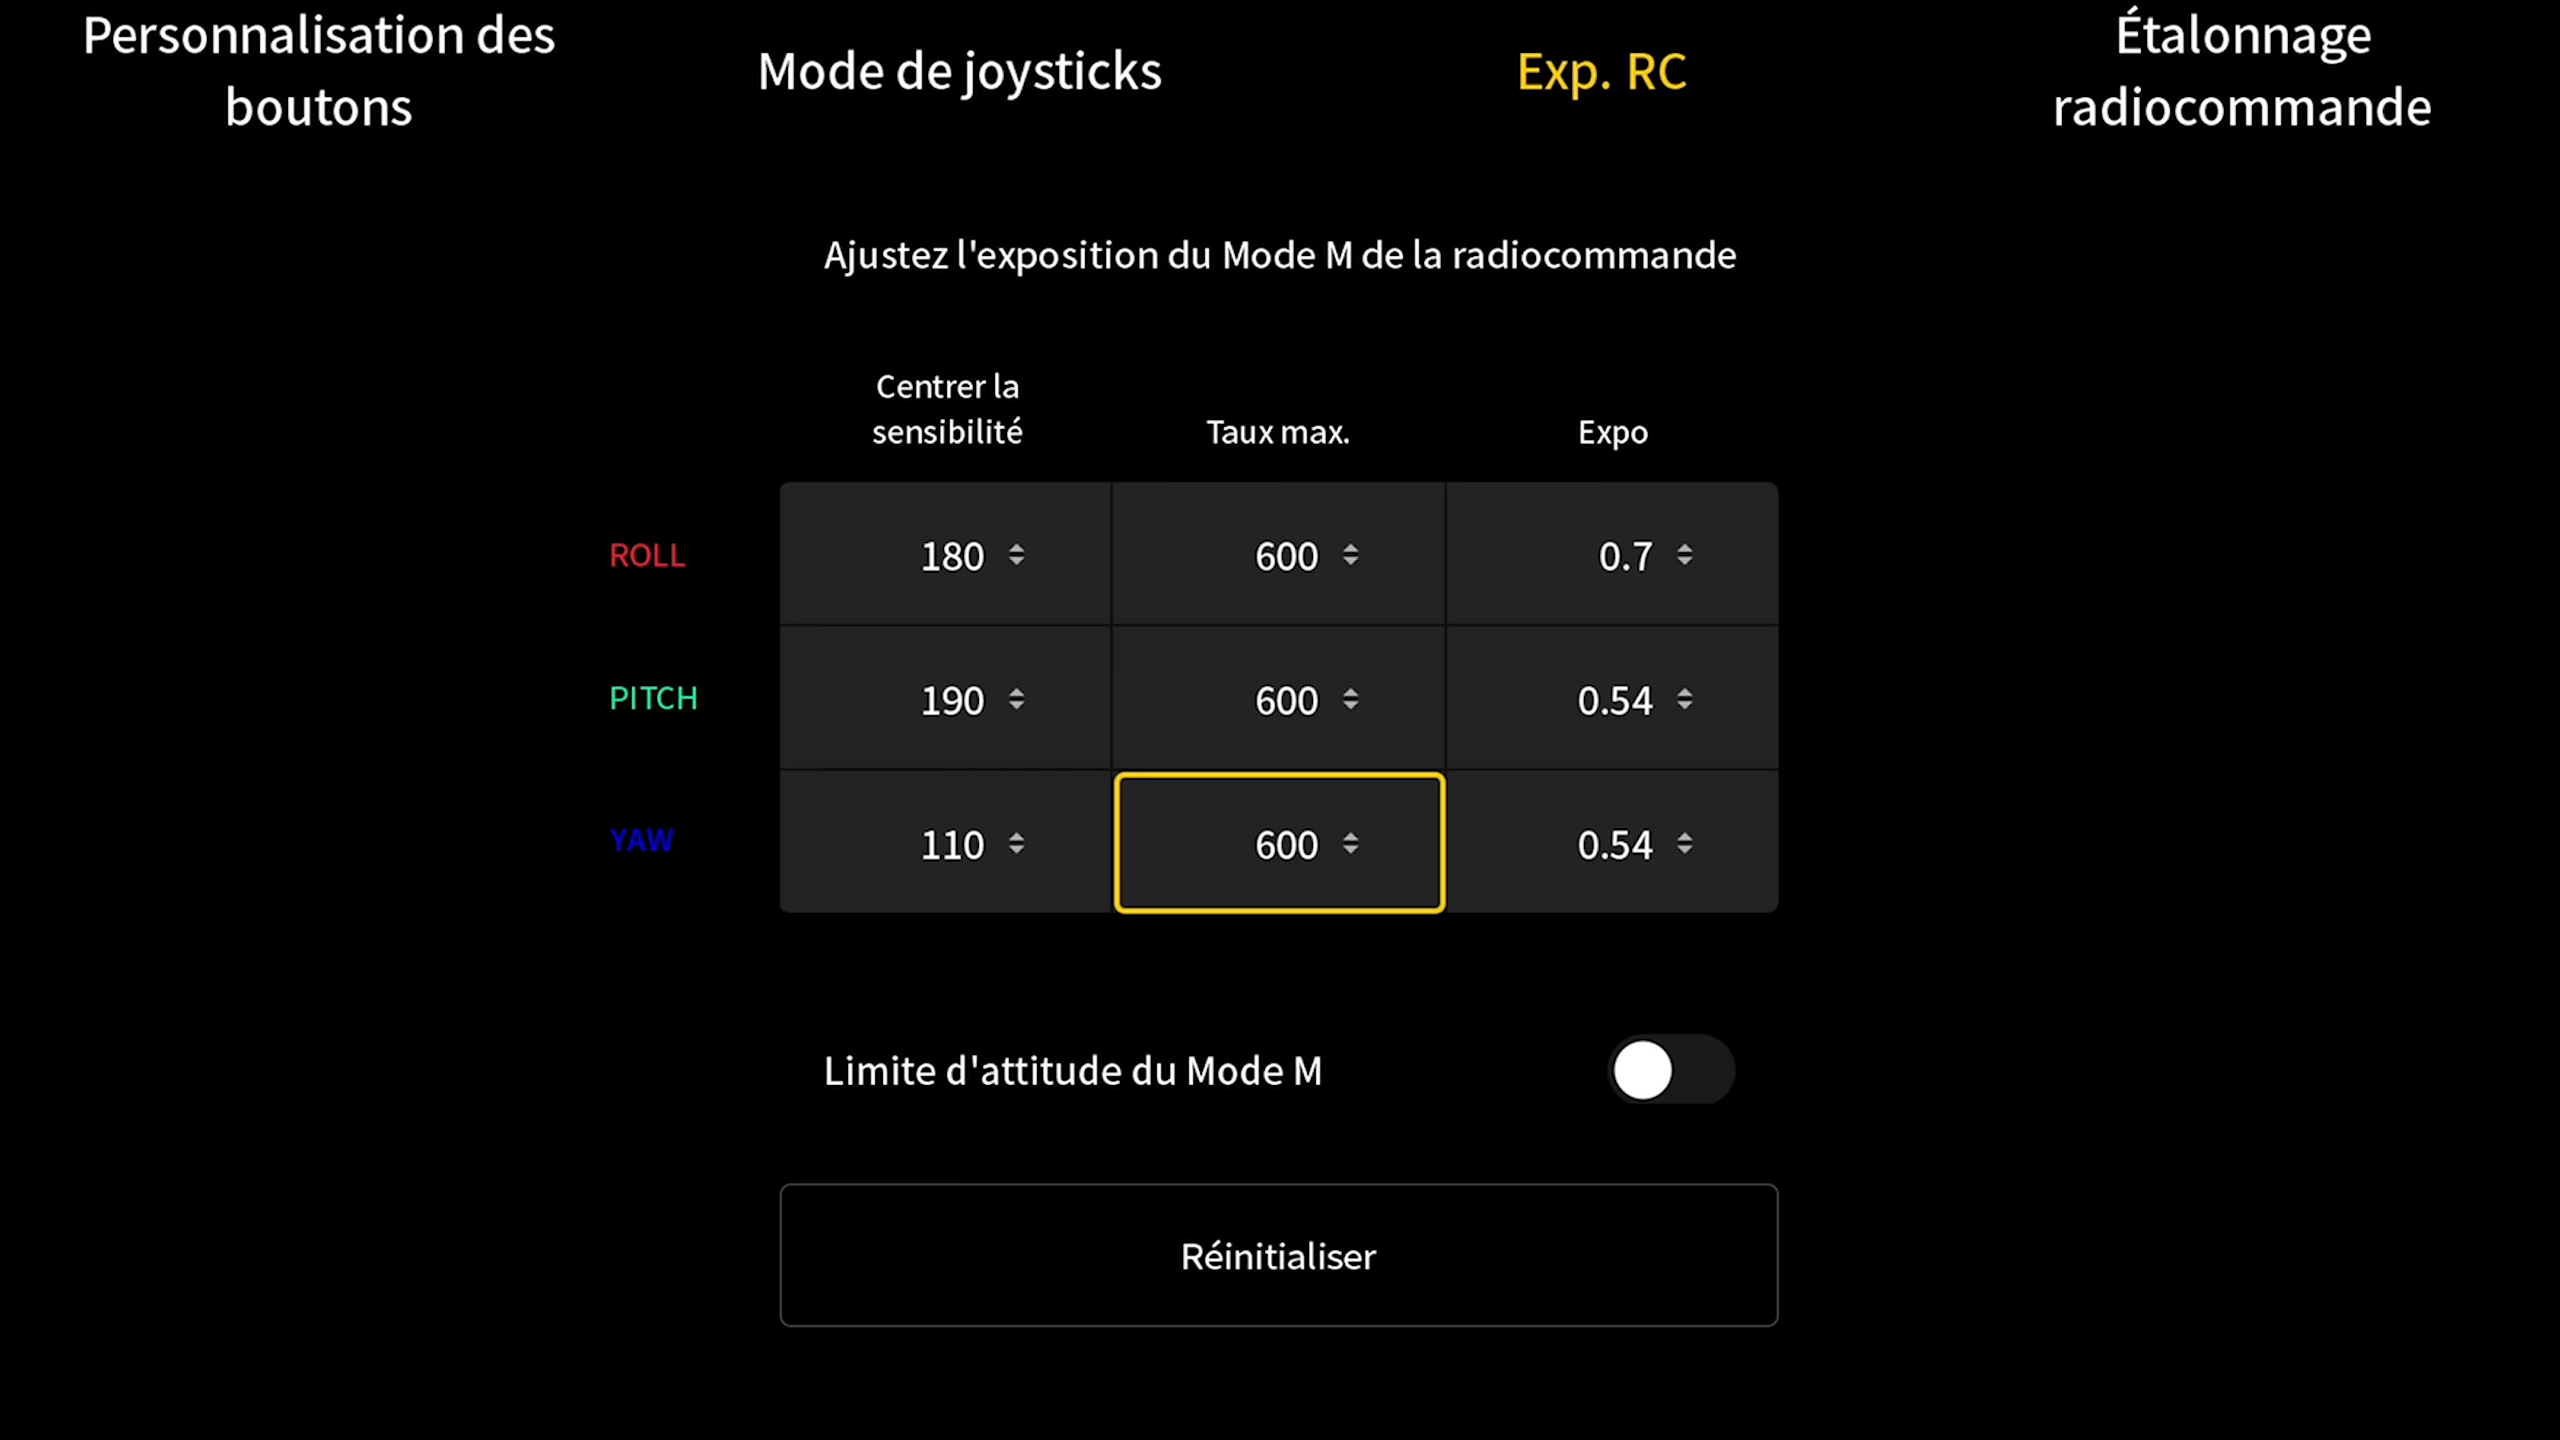 Personnalisation des
boutons
Mode de joysticks
Exp. RC
Étalonnage
radiocommande
Ajustez l'exposition du Mode M de la radiocommande
Centrer la
sensibilité
Taux max.
Expo
ROLL 180 600 0.7
PITCH 190 600 0.54
YAW 110 600 0.54
Limite d'attitude du Mode M
Réinitialiser